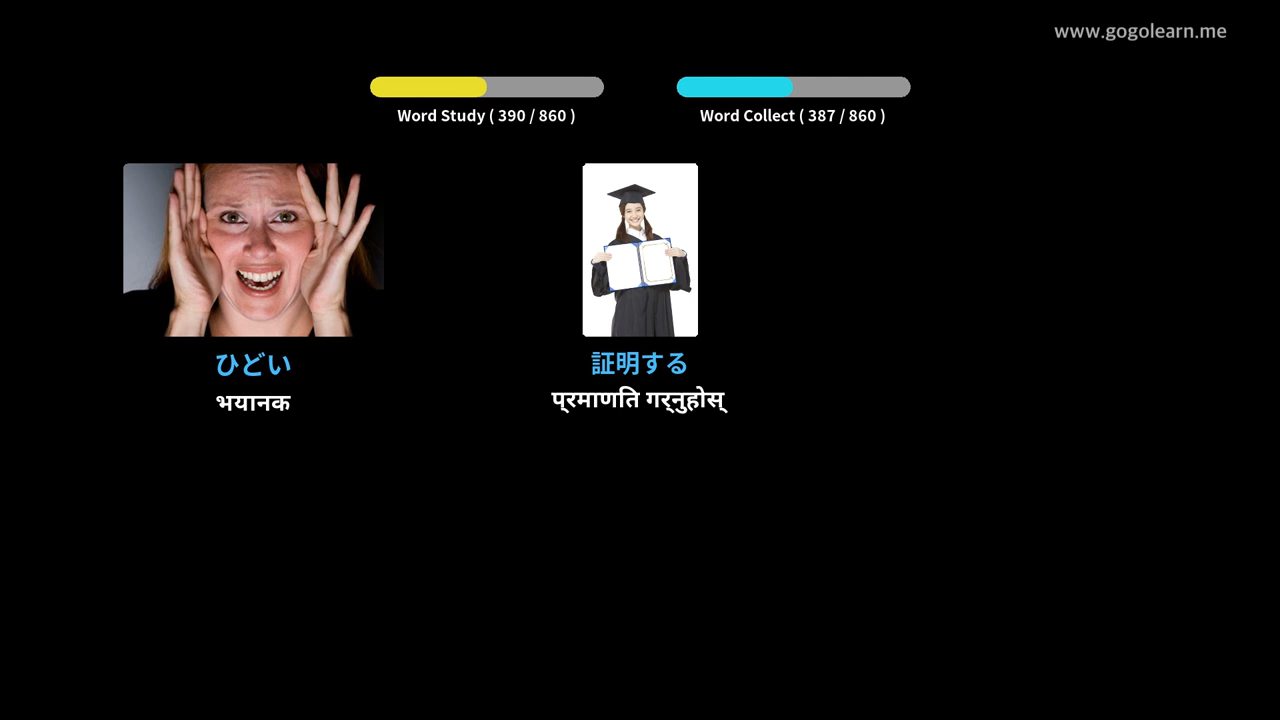 www.gogolearn.me
Word Study ( 390 / 860 )
Word Collect ( 387 / 860 )
ひどい
भयानक
証明する
प्रमाणति गर्नुहोस्